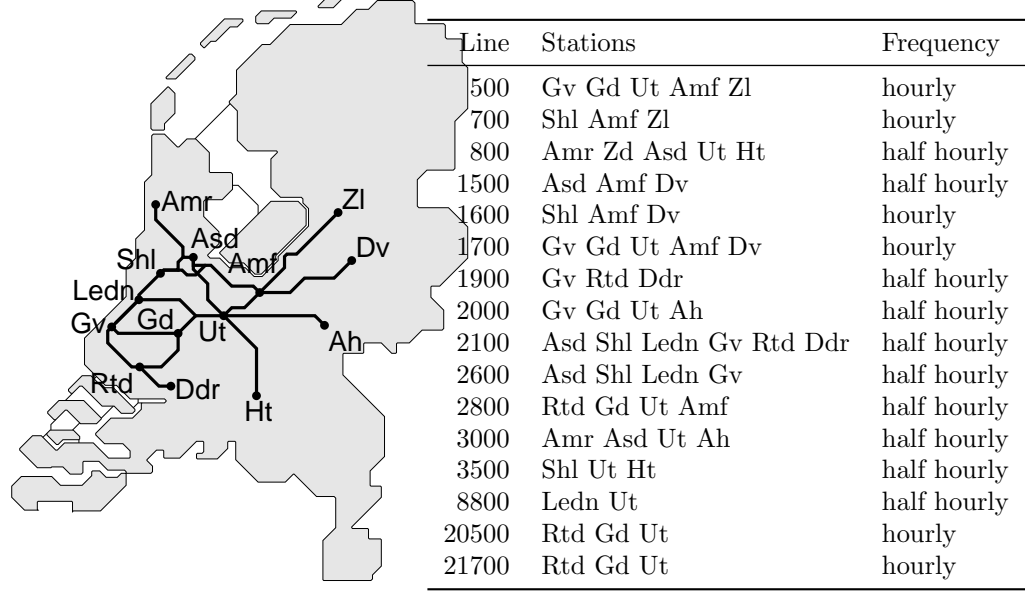 Amr
Zl
Asd
Dv
Shl
Amf
Ledn
Gv
Gd
Ut
Ah
Rtd
Ddr
Ht
Line Stations Frequency
500 Gv Gd Ut Amf Zl hourly
700 Shl Amf Zl hourly
800 Amr Zd Asd Ut Ht half hourly
1500 Asd Amf Dv half hourly
1600 Shl Amf Dv hourly
1700 Gv Gd Ut Amf Dv hourly
1900 Gv Rtd Ddr half hourly
2000 Gv Gd Ut Ah half hourly
2100 Asd Shl Ledn Gv Rtd Ddr half hourly
2600 Asd Shl Ledn Gv half hourly
2800 Rtd Gd Ut Amf half hourly
3000 Amr Asd Ut Ah half hourly
3500 Shl Ut Ht half hourly
8800 Ledn Ut half hourly
20500 Rtd Gd Ut hourly
21700 Rtd Gd Ut hourly